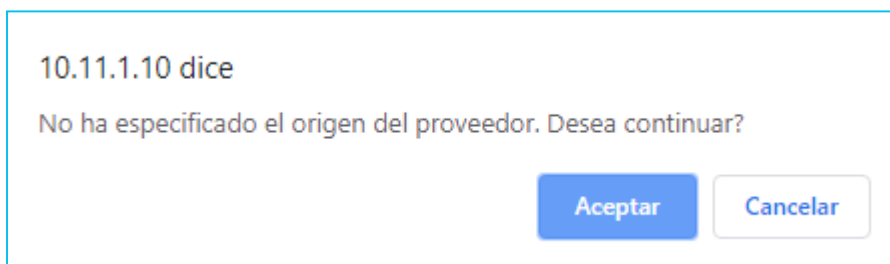 10.11.1.10 dice
No ha especificado el origen del proveedor. Desea continuar?
Aceptar
Cancelar